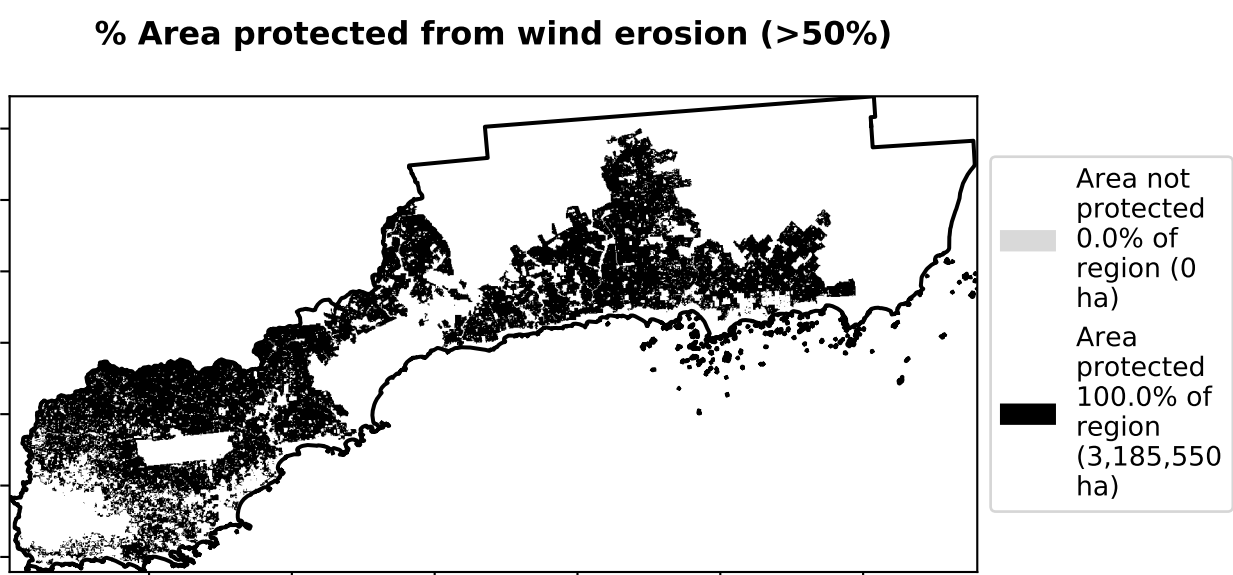 % Area protected from wind erosion (>50%)
Area not
protected
0.0% of
region (0
ha)
Area
protected
100.0% of
region
(3,185,550
ha)